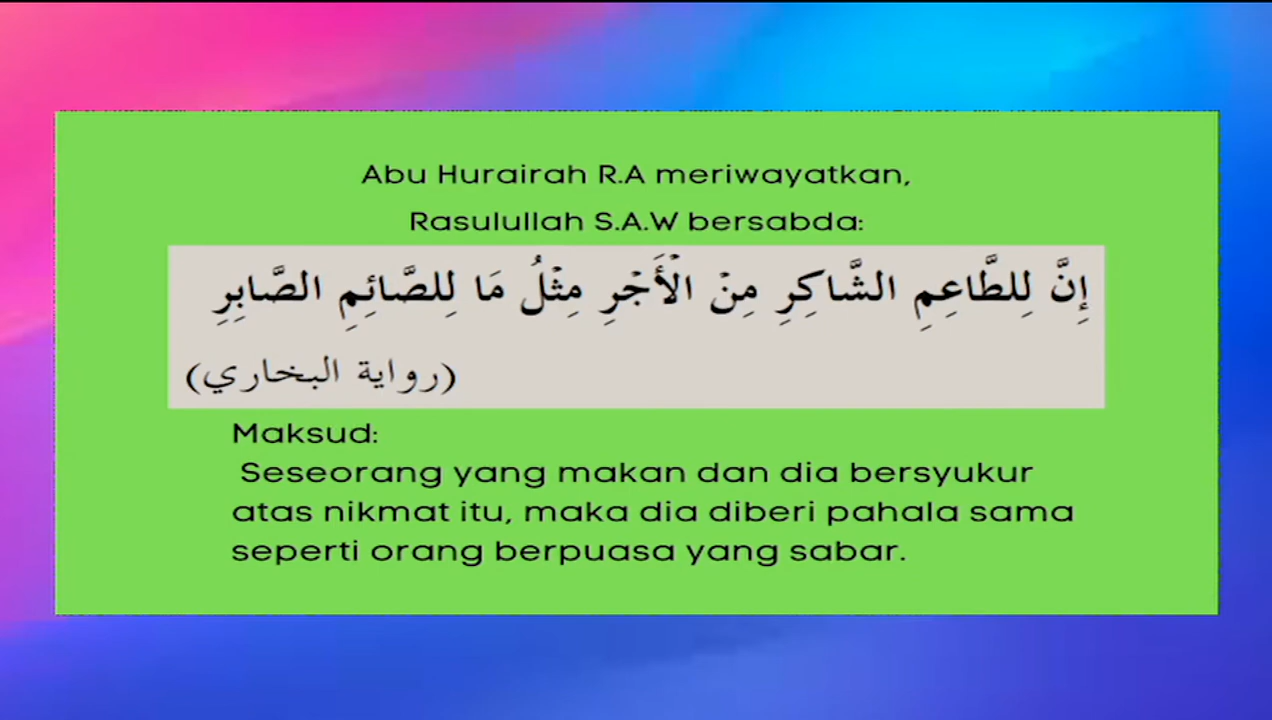 Abu Hurairah R.A meriwayatkan,
Rasulullah S.A.W bersabda:
إِنَّ لِلطَّاعِمِ الشَّاكِرِ مِنْ الْأَجْرِ مِثْلُ مَا لِلصَّائِمِ الصَّابِرِ
(رواية البخاري)
Maksud:
Seseorang yang makan dan dia bersyukur
atas nikmat itu, maka dia diberi pahala sama
seperti orang berpuasa yang sabar.